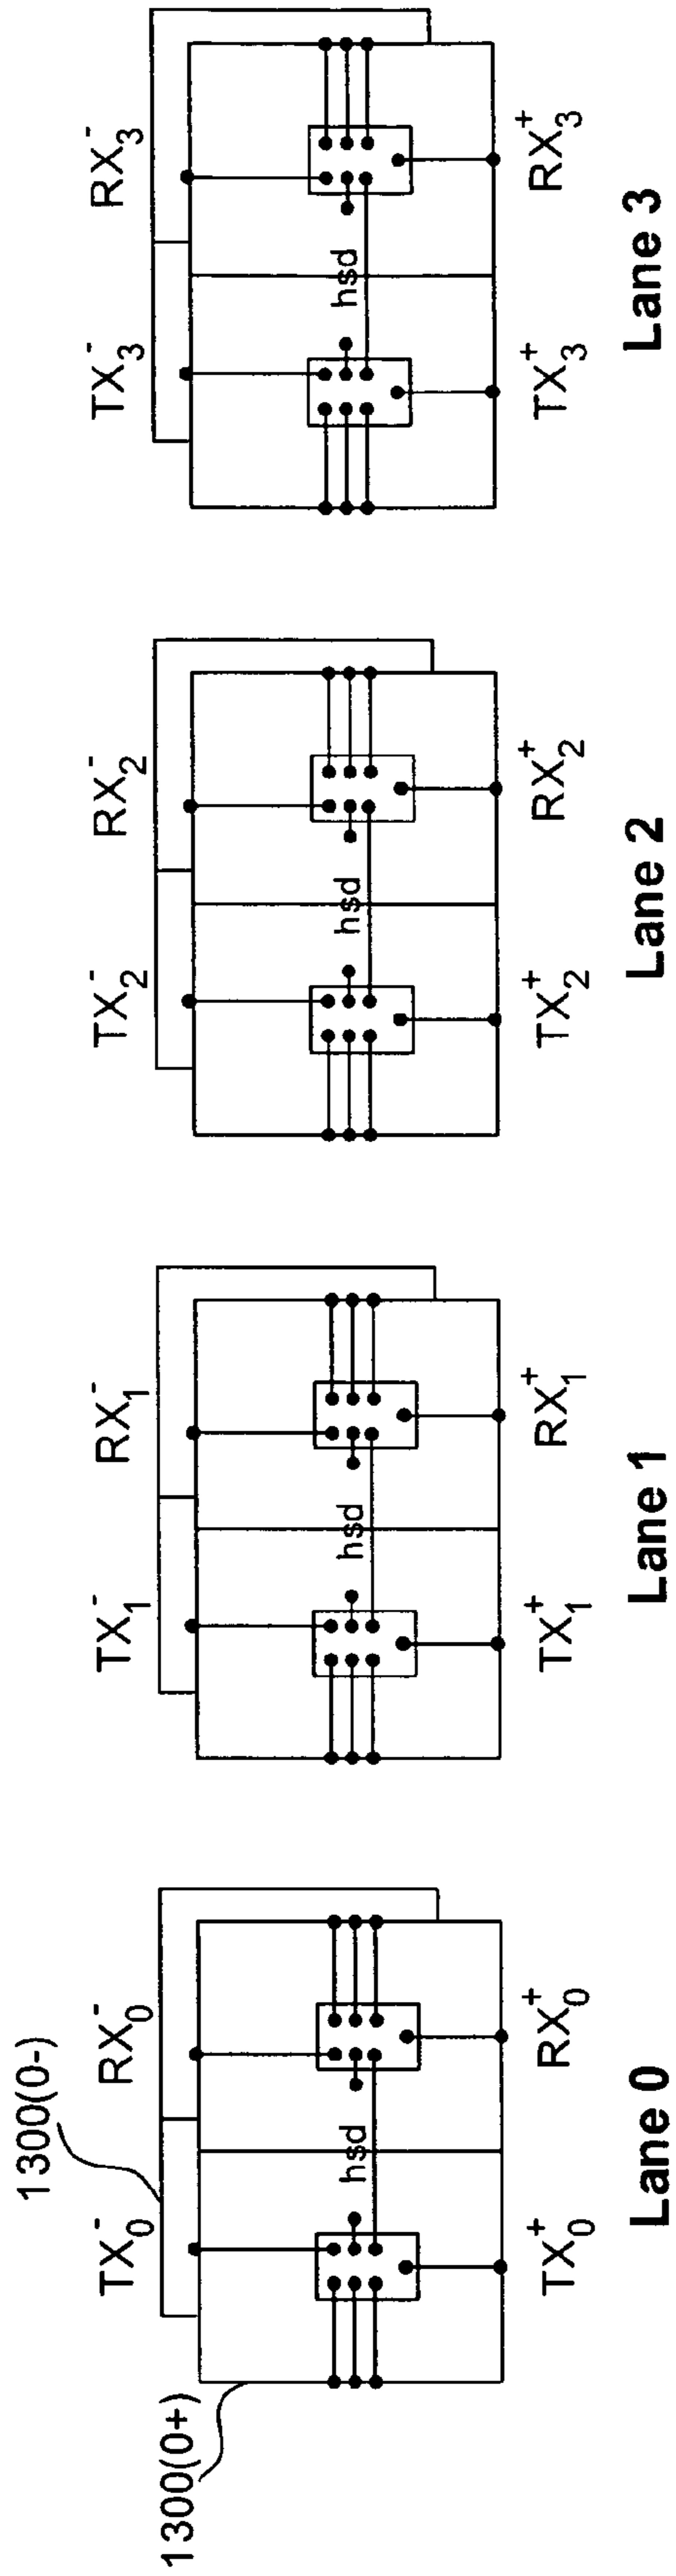 1300(0-)
TX0- RX0- TX1- RX1- TX2- RX2- TX3- RX3-
1300(0+)
hsd hsd hsd hsd
TX0+ RX0+ TX1+ RX1+ TX2+ RX2+ TX3+ RX3+
Lane 0 Lane 1 Lane 2 Lane 3